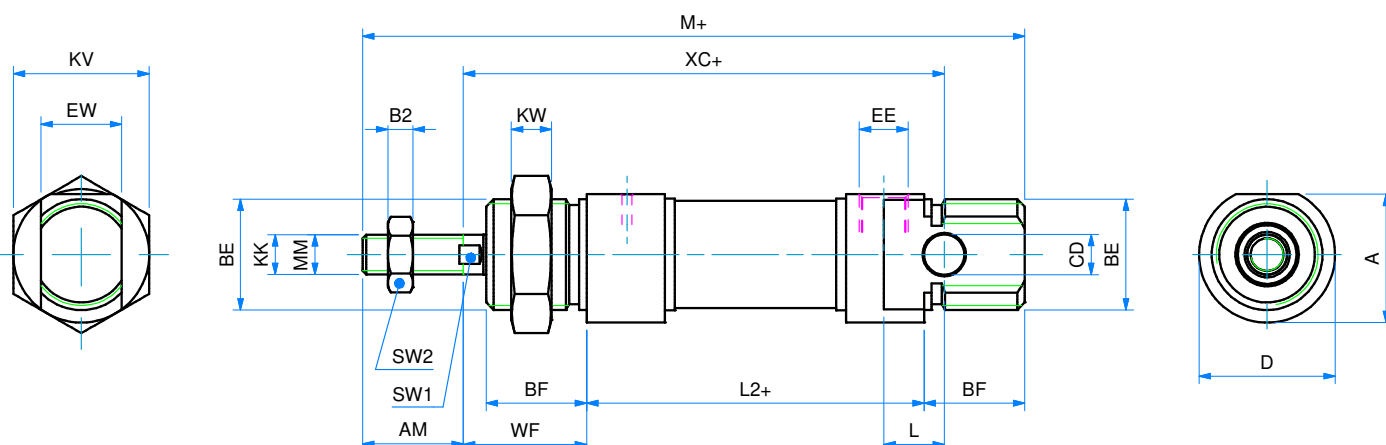 M+
KV
XC+
EW
B2
KW
EE
BE
KK
MM
CD
BE
A
SW2
SW1
BF
L2+
BF
D
AM
WF
L